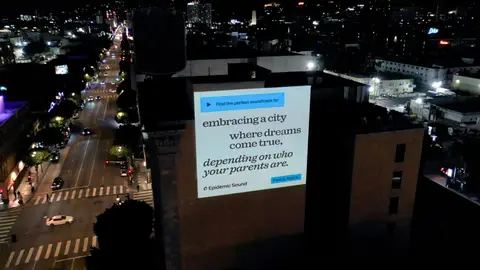 Find the perfect soundtrack for
embracing a city
where dreams
come true,
depending on who
your parents are.
Epidemic Sound